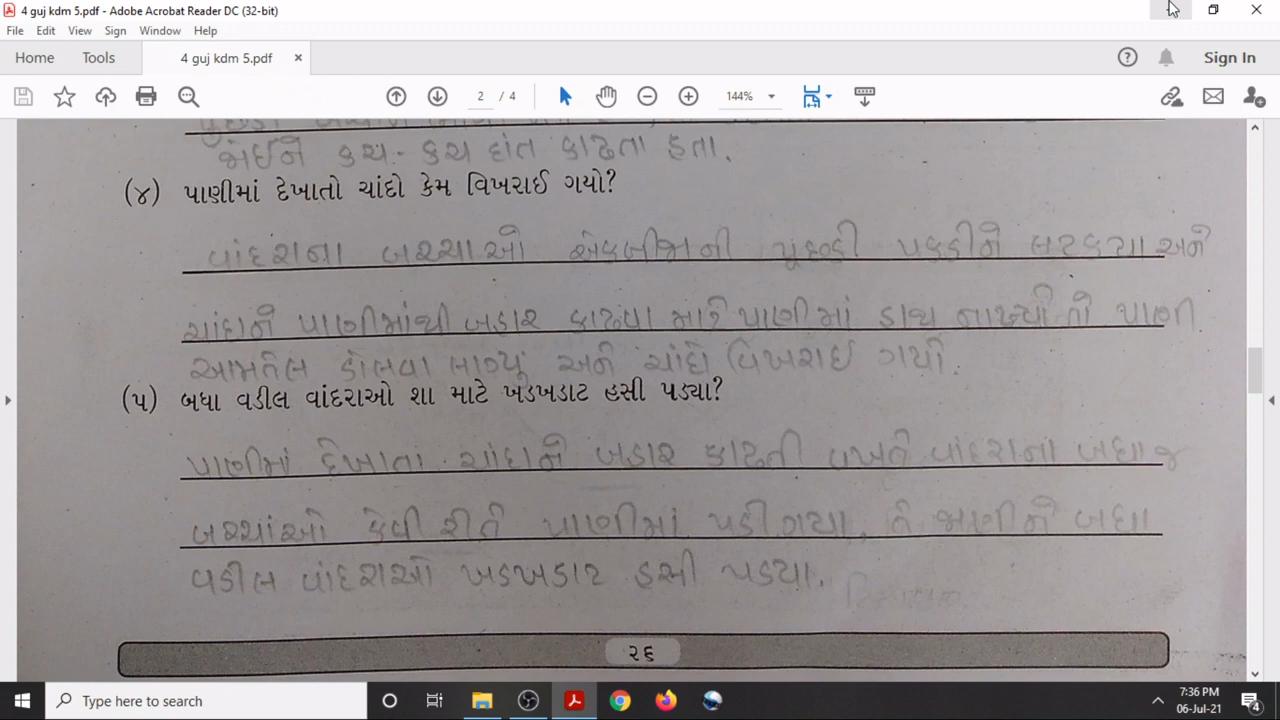 4 guj kdm 5.pdf - Adobe Acrobat Reader DC (32-bit)
File Edit View Sign Window Help
Home Tools 4 guj kdm 5.pdf × Sign In
2 / 4 144%
જોઈને કચ-કચ દાંત કાઢતા હતા.
(૪) પાણીમાં દેખાતો ચાંદો કેમ વિખરાઈ ગયો?
વાંદરાના બચ્ચાઓ એકબીજાની પૂંછડી પકડીને લટક્યા અને
ચાંદાને પાણીમાંથી બહાર કાઢવા માટે પાણીમાં હાથ નાખ્યો તો પાણી
આમતેમ ડોલવા લાગ્યું અને ચાંદો વિખરાઈ ગયો.
(૫) બધા વડીલ વાંદરાઓ શા માટે ખડખડાટ હસી પડ્યા?
પાણીમાં દેખાતા ચાંદાને બહાર કાઢતી વખતે વાંદરાના બધા જ
બચ્ચાંઓ કેવી રીતે પાણીમાં પડી ગયા, તે જાણીને બધા
વડીલ વાંદરાઓ ખડખડાટ હસી પડ્યા.
૨૬
Type here to search
7:36 PM
06-Jul-21
4